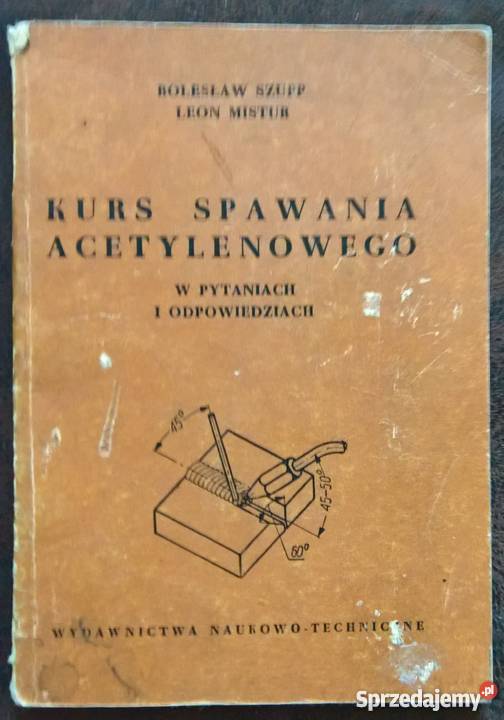 BOLESŁAW SZUPP
LEON MISTUR
KURS SPAWANIA
ACETYLENOWEGO
W PYTANIACH
I ODPOWIEDZIACH
45°
45-50°
60°
WYDAWNICTWA NAUKOWO-TECHNICZNE
Sprzedajemy.pl